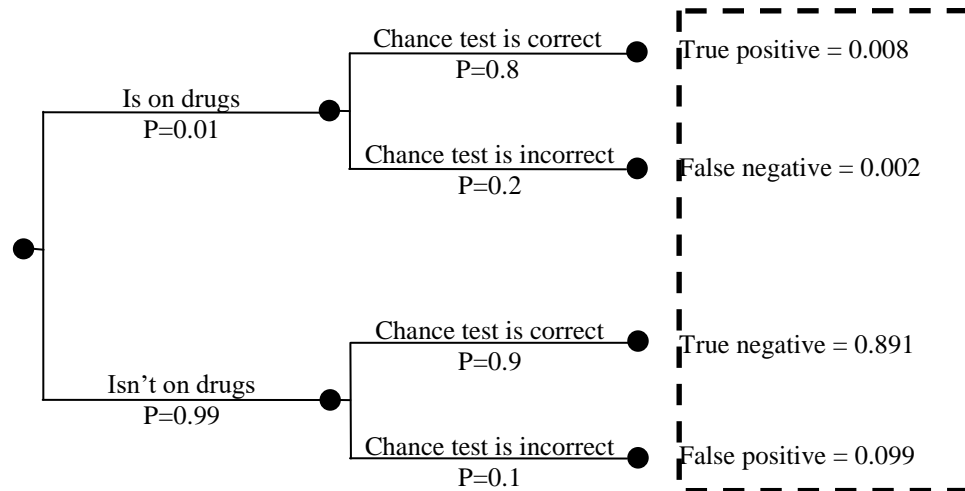 Chance test is correct
P=0.8
True positive = 0.008
Is on drugs
P=0.01
Chance test is incorrect
P=0.2
False negative = 0.002
Chance test is correct
P=0.9
True negative = 0.891
Isn't on drugs
P=0.99
Chance test is incorrect
P=0.1
False positive = 0.099